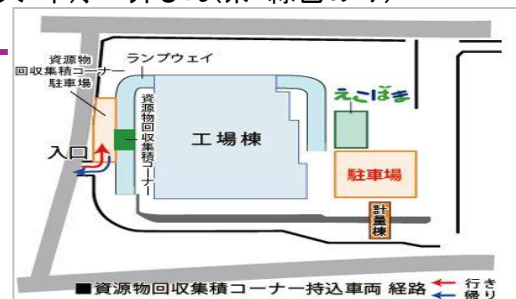 資源物
回収集積コーナー
駐車場
ランプウェイ
資源物回収集積コーナー
工場棟
えこぱま
入口
駐車場
計量棟
■資源物回収集積コーナー持込車両 経路
行き
帰り